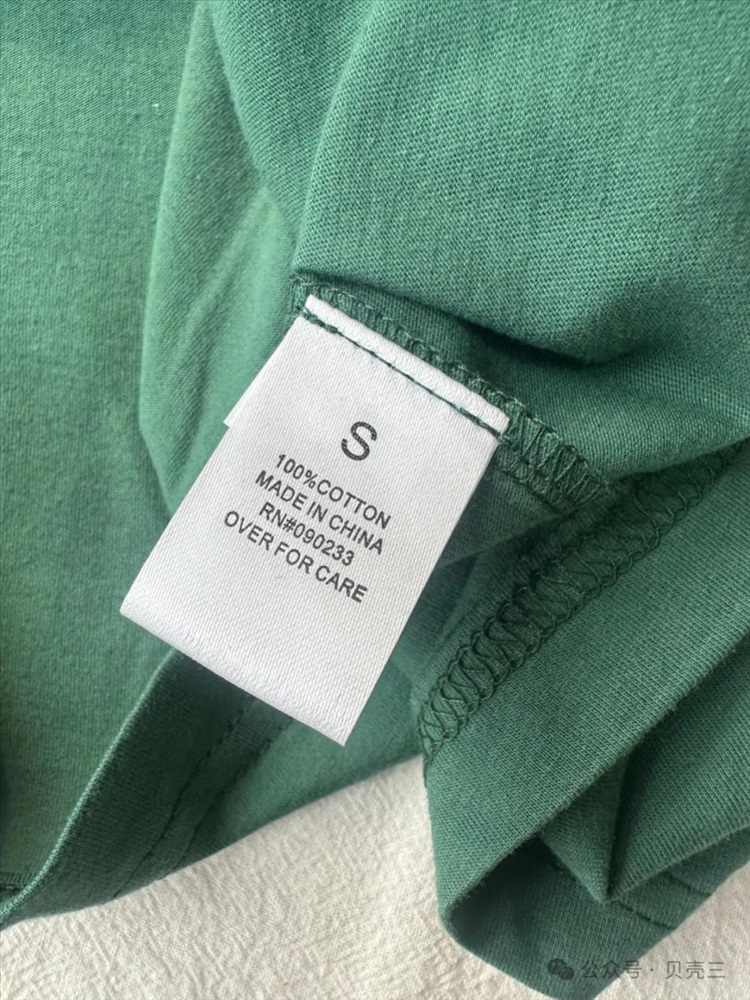 S
100%COTTON
MADE IN CHINA
RN#090233
OVER FOR CARE
公众号 · 贝壳三